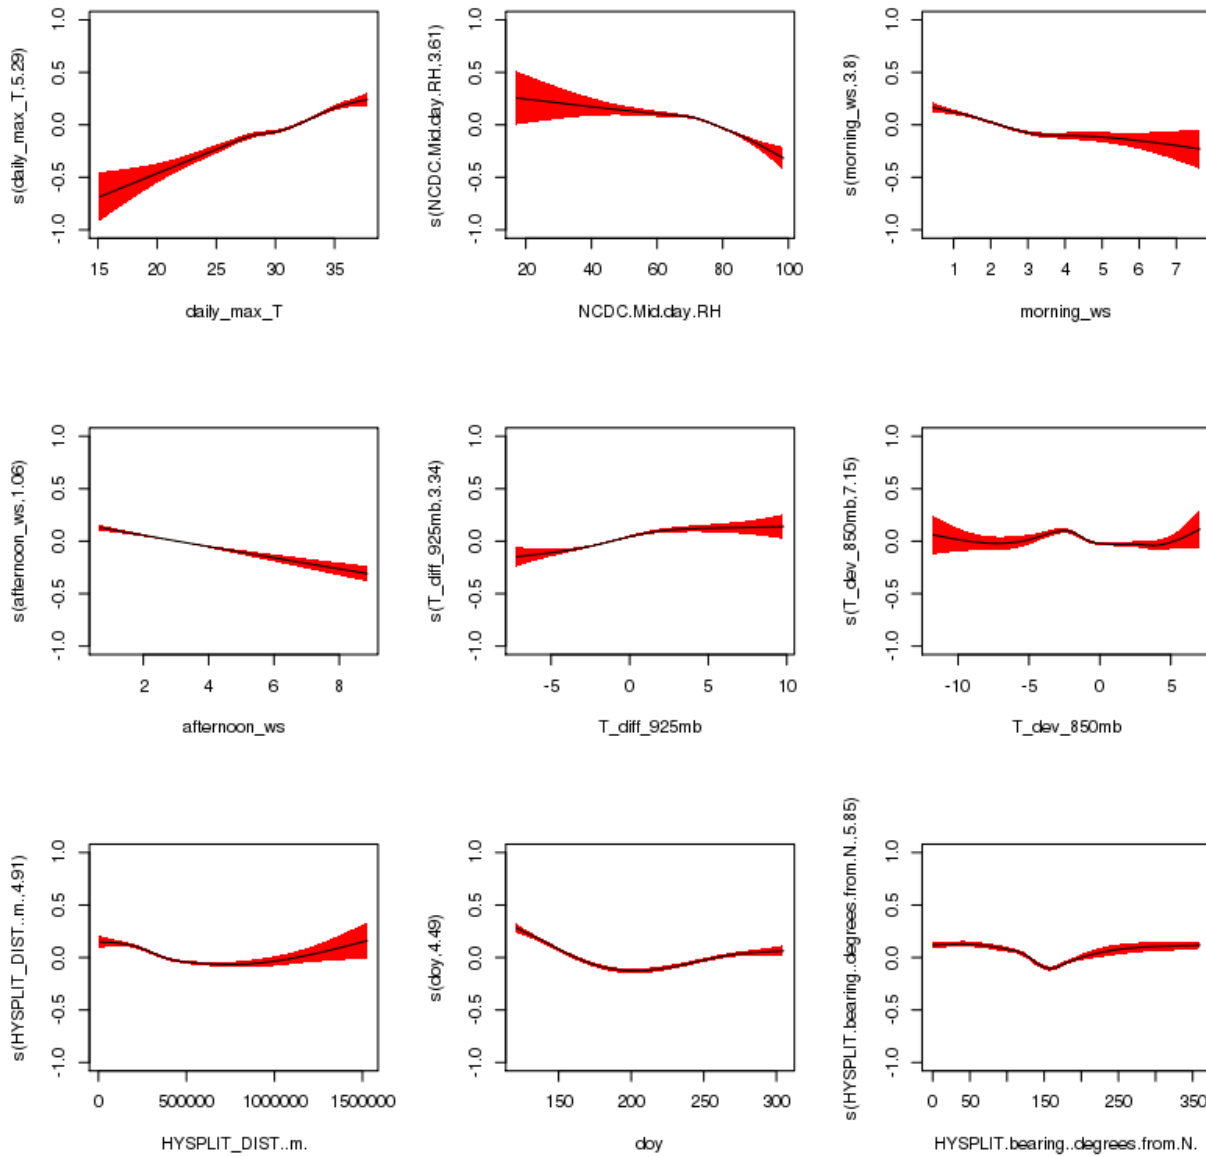 s(daily_max_T,5.29)
1.0
0.5
0.0
-0.5
-1.0
15 20 25 30 35
daily_max_T
s(NCDC.Mid.day.RH,3.61)
1.0
0.5
0.0
-0.5
-1.0
20 40 60 80 100
NCDC.Mid.day.RH
s(morning_ws,3.8)
1.0
0.5
0.0
-0.5
-1.0
1 2 3 4 5 6 7
morning_ws
s(afternoon_ws,1.06)
1.0
0.5
0.0
-0.5
-1.0
2 4 6 8
afternoon_ws
s(T_diff_925mb,3.34)
1.0
0.5
0.0
-0.5
-1.0
-5 0 5 10
T_diff_925mb
s(T_dev_850mb,7.15)
1.0
0.5
0.0
-0.5
-1.0
-10 -5 0 5
T_dev_850mb
s(HYSPLIT_DIST..m.,4.91)
1.0
0.5
0.0
-0.5
-1.0
0 500000 1000000 1500000
HYSPLIT_DIST..m.
s(doy,4.49)
1.0
0.5
0.0
-0.5
-1.0
150 200 250 300
doy
s(HYSPLIT.bearing..degrees.from.N.,5.85)
1.0
0.5
0.0
-0.5
-1.0
0 50 150 250 350
HYSPLIT.bearing..degrees.from.N.